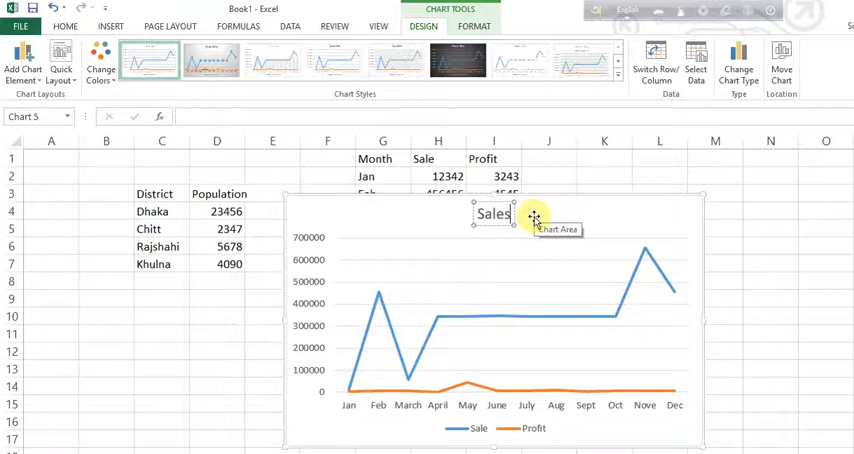 Book1 - Excel
CHART TOOLS
English
FILE HOME INSERT PAGE LAYOUT FORMULAS DATA REVIEW VIEW DESIGN FORMAT
Add Chart Element Quick Layout Change Colors Switch Row/ Column Select Data Change Chart Type Move Chart
Chart Layouts Chart Styles Data Type Location
Chart 5 fx
A B C D E F G H I J K L M N O
1 Month Sale Profit
2 Jan 12342 3243
3 District Population Feb 456456 4545
4 Dhaka 23456
5 Chitt 2347
6 Rajshahi 5678
7 Khulna 4090
8
9
10
11
12
13
14
15
16
17
Sales
Chart Area
700000
600000
500000
400000
300000
200000
100000
0
Jan Feb March April May June July Aug Sept Oct Nove Dec
Sale Profit